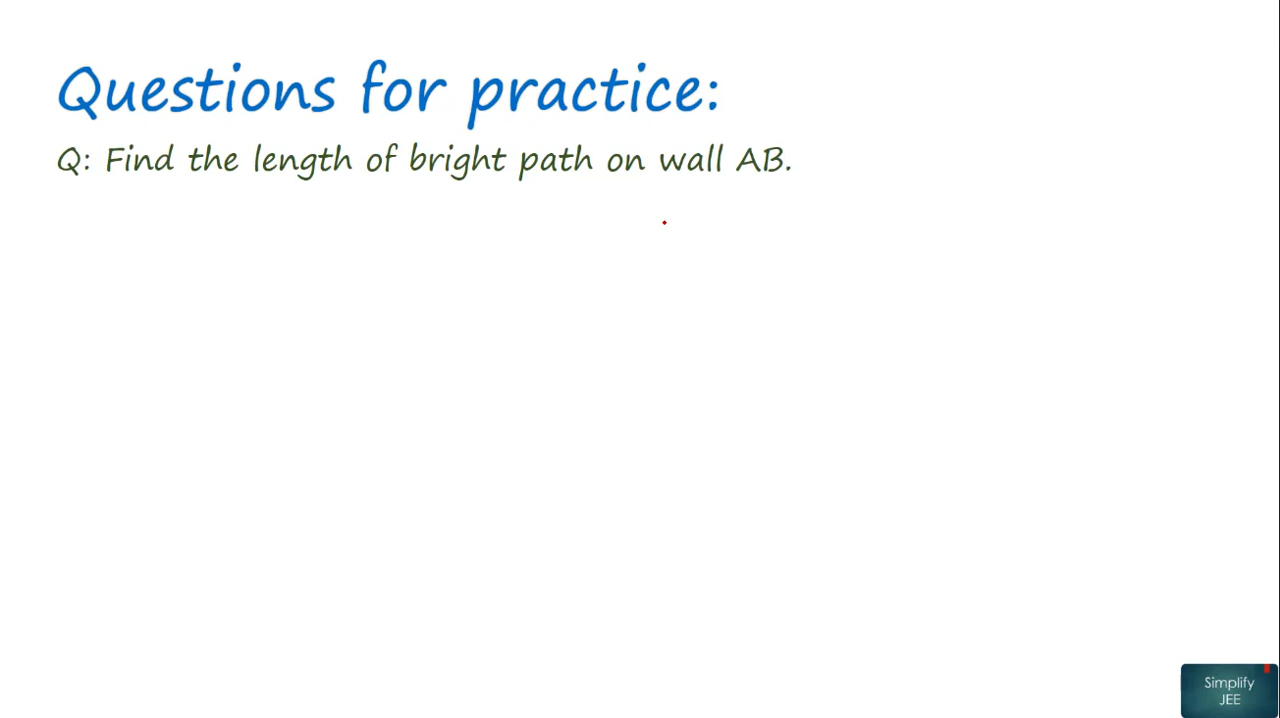 Questions for practice:
Q: Find the length of bright path on wall AB.
Simplify
JEE